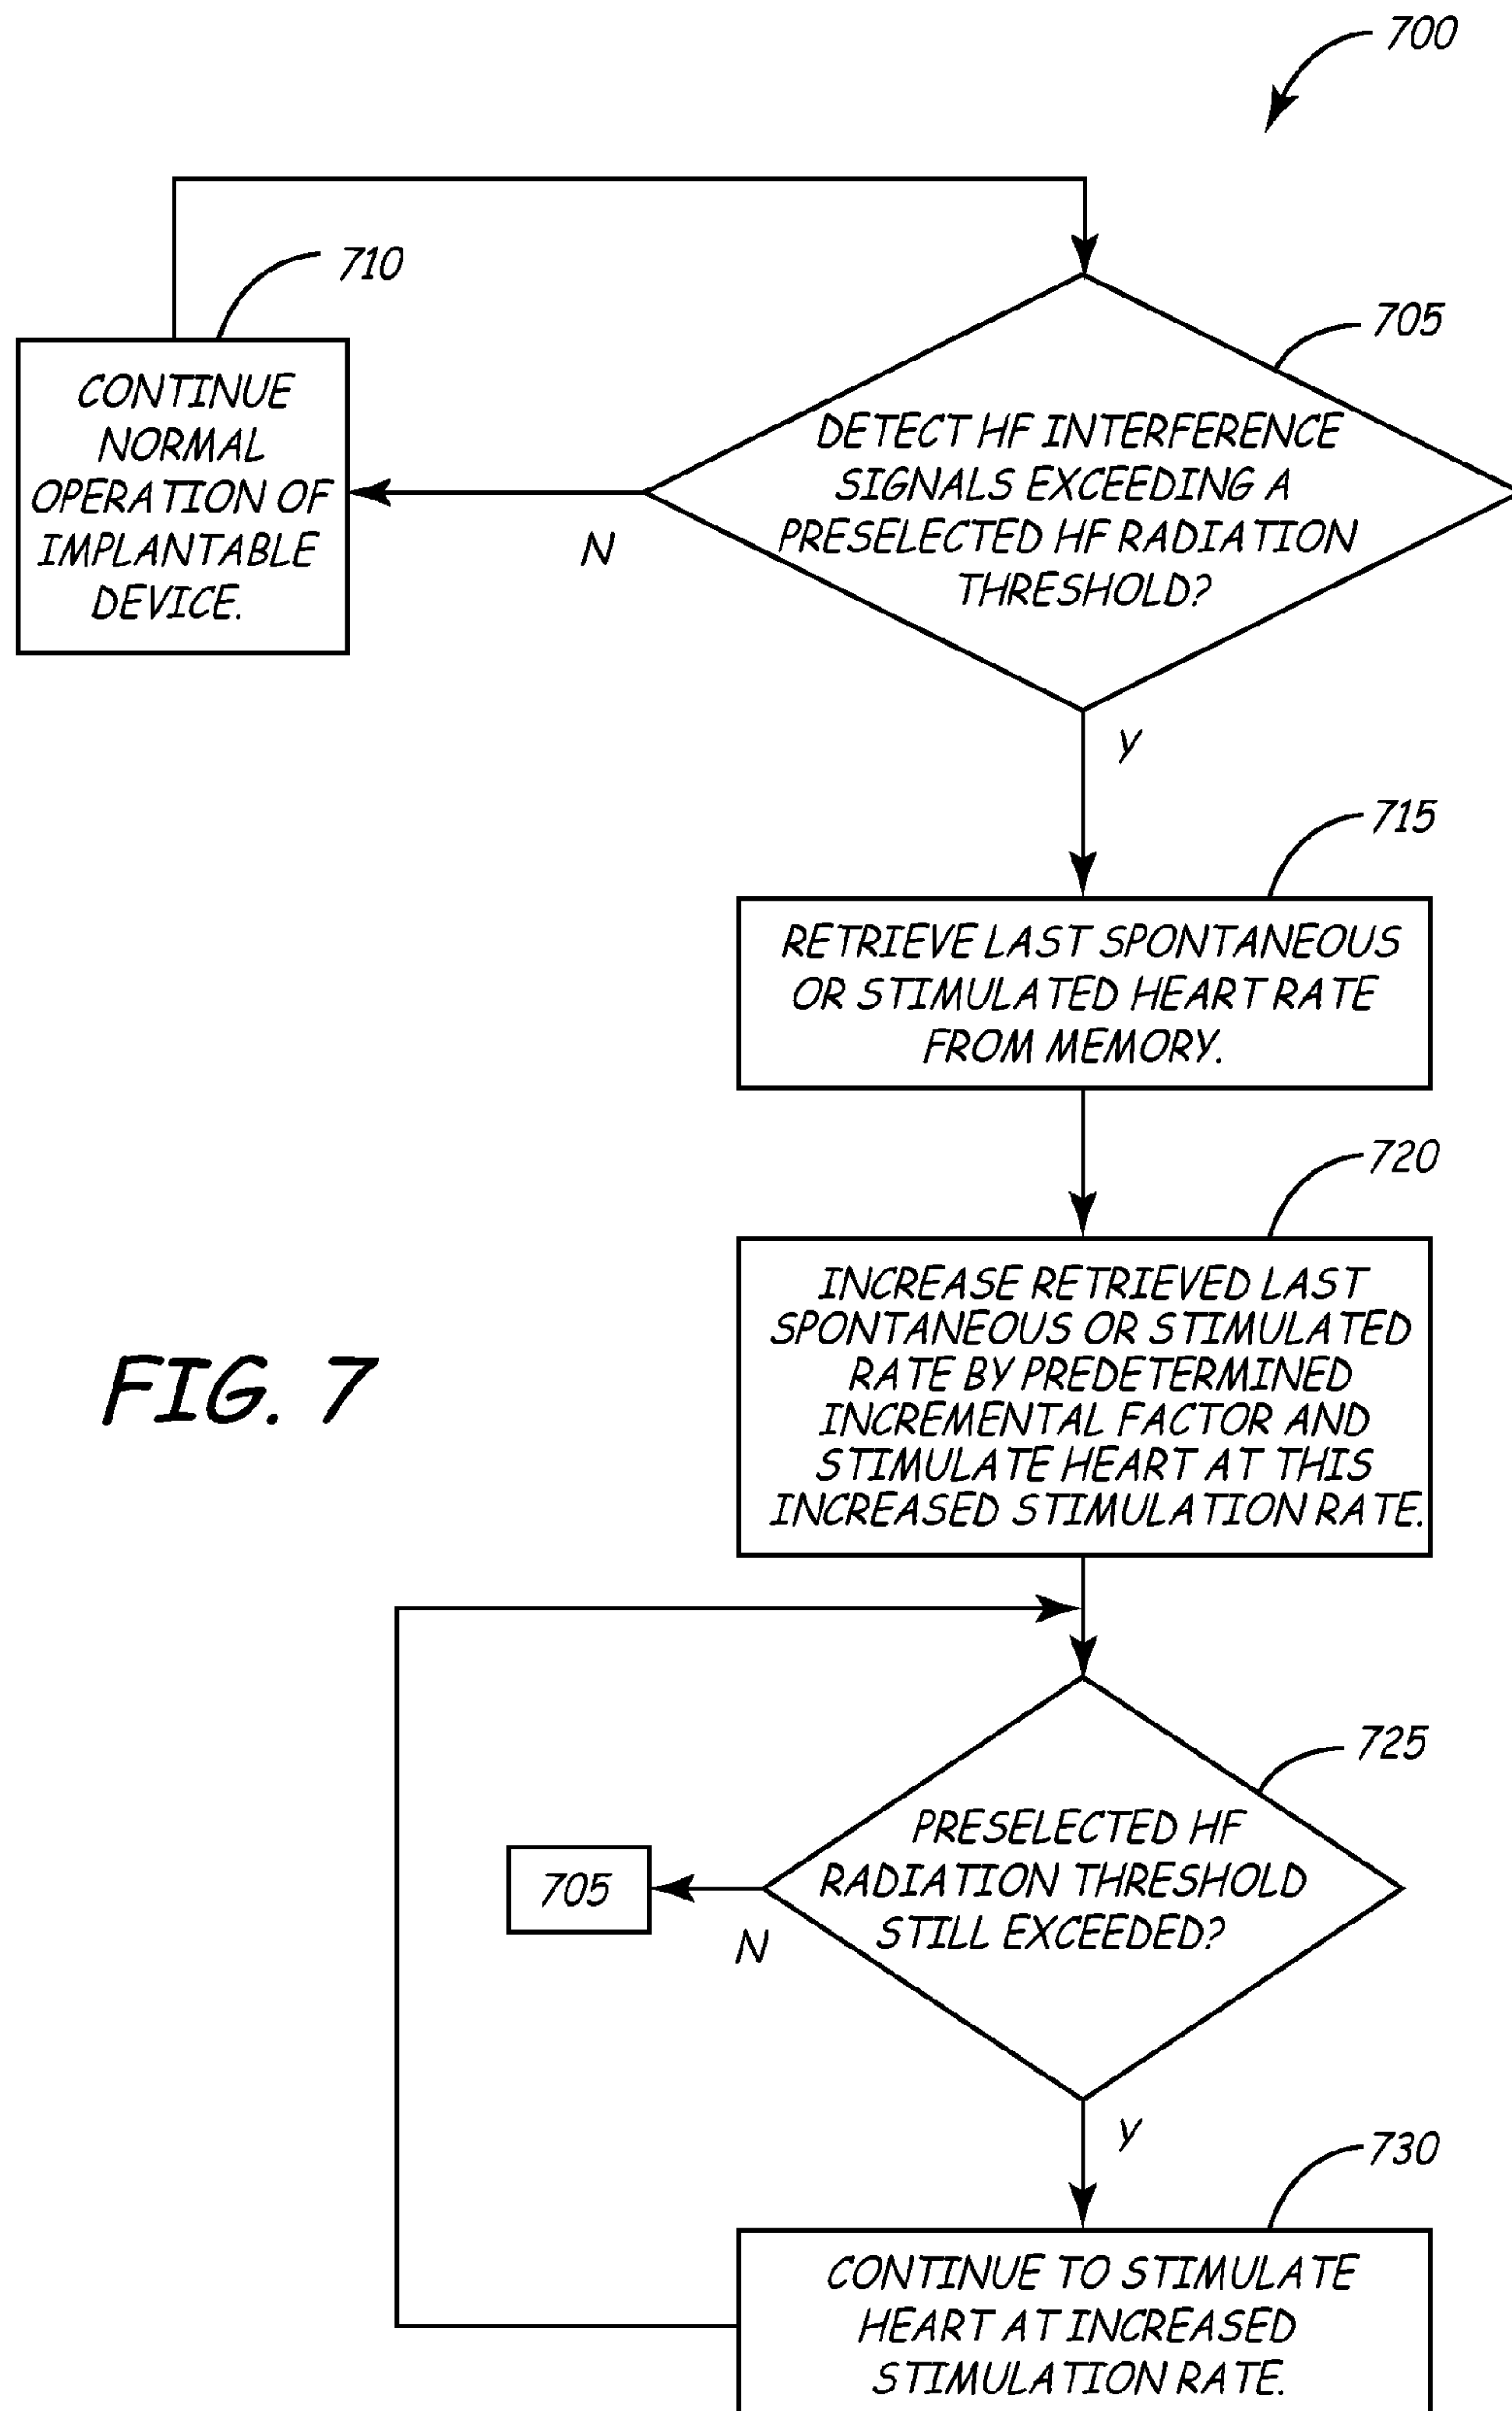 700
710
CONTINUE
NORMAL
OPERATION OF
IMPLANTABLE
DEVICE.
705
DETECT HF INTERFERENCE
SIGNALS EXCEEDING A
PRESELECTED HF RADIATION
THRESHOLD?
N
Y
715
RETRIEVE LAST SPONTANEOUS
OR STIMULATED HEART RATE
FROM MEMORY.
720
INCREASE RETRIEVED LAST
SPONTANEOUS OR STIMULATED
RATE BY PREDETERMINED
INCREMENTAL FACTOR AND
STIMULATE HEART AT THIS
INCREASED STIMULATION RATE.
FIG. 7
725
PRESELECTED HF
RADIATION THRESHOLD
STILL EXCEEDED?
705
N
Y
730
CONTINUE TO STIMULATE
HEART AT INCREASED
STIMULATION RATE.